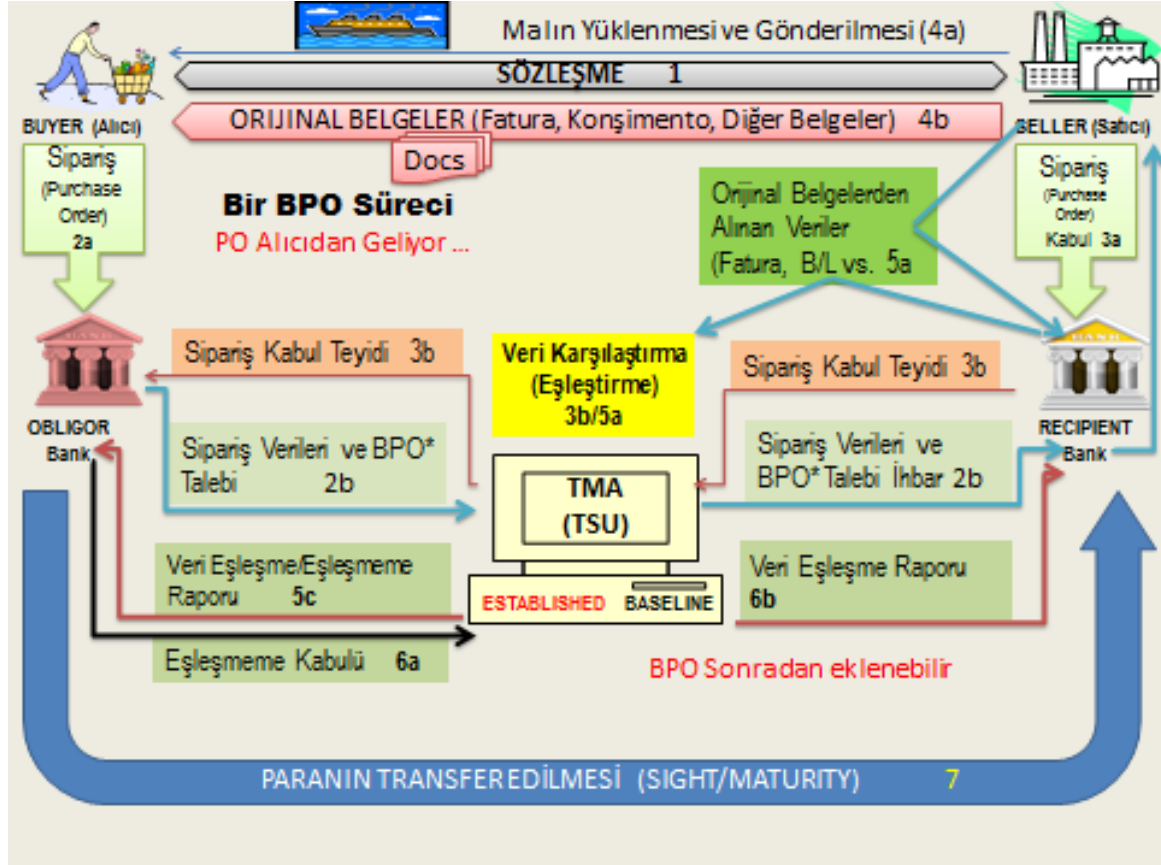 Malın Yüklenmesi ve Gönderilmesi (4a)
SÖZLEŞME 1
BUYER (Alıcı)
ORIJINAL BELGELER (Fatura, Konşimento, Diğer Belgeler) 4b
SELLER (Satıcı)
Docs
Sipariş
(Purchase
Order)
2a
Bir BPO Süreci
PO Alıcıdan Geliyor ...
Orijinal Belgelerden
Alınan Veriler
(Fatura, B/L vs. 5a
Sipariş
(Purchase
Order)
Kabul 3a
BANK
BANK
Sipariş Kabul Teyidi 3b
Veri Karşılaştırma
(Eşleştirme)
3b/5a
Sipariş Kabul Teyidi 3b
OBLIGOR
Bank
RECIPIENT
Bank
Sipariş Verileri ve BPO*
Talebi 2b
TMA
(TSU)
Sipariş Verileri ve
BPO* Talebi İhbar 2b
Veri Eşleşme/Eşleşmeme
Raporu 5c
ESTABLISHED BASELINE
Veri Eşleşme Raporu
6b
Eşleşmeme Kabulü 6a
BPO Sonradan eklenebilir
PARANIN TRANSFER EDİLMESİ (SIGHT/MATURITY) 7